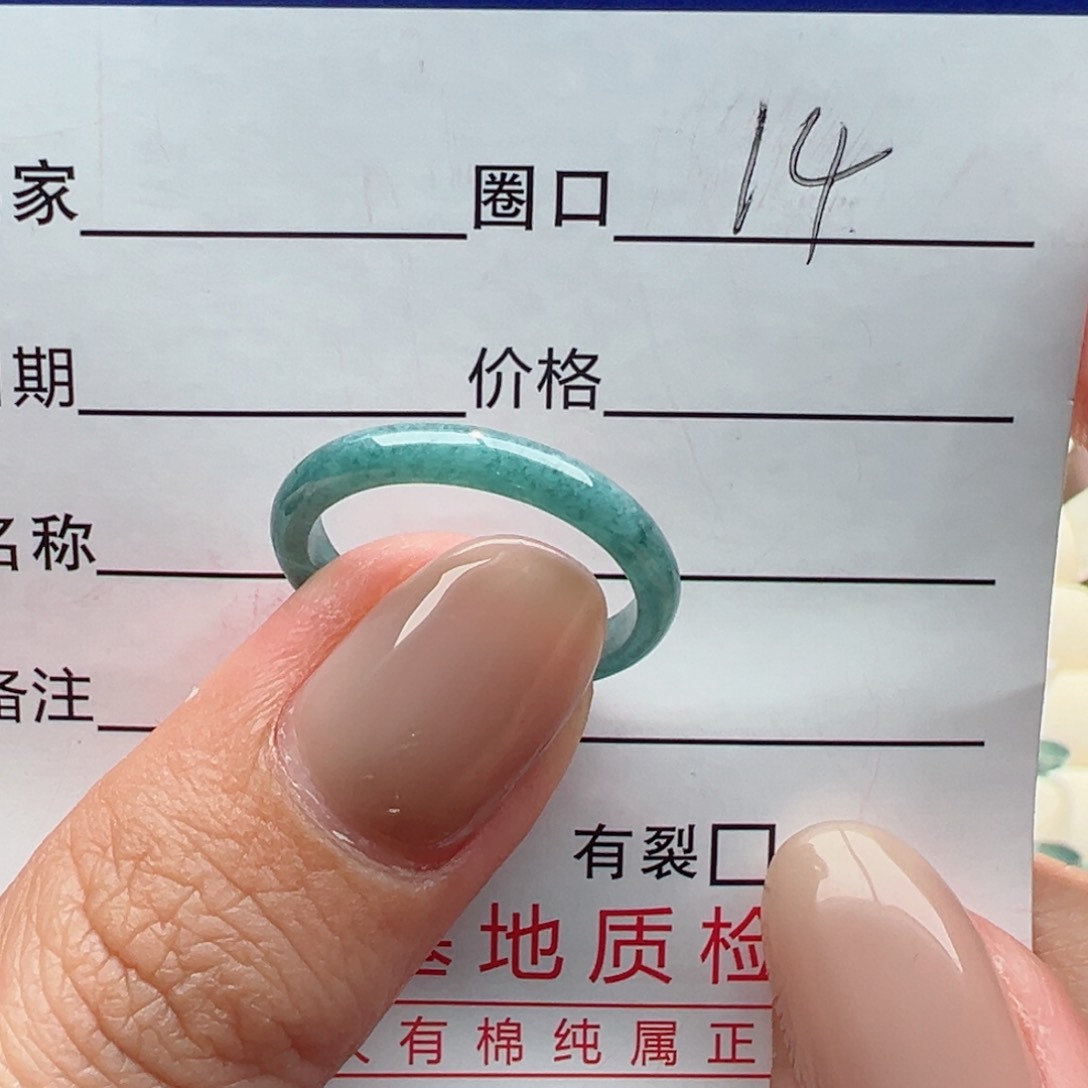 家 圈口 14
期 价格
名称
备注
有裂
基地质检
有棉纯属正